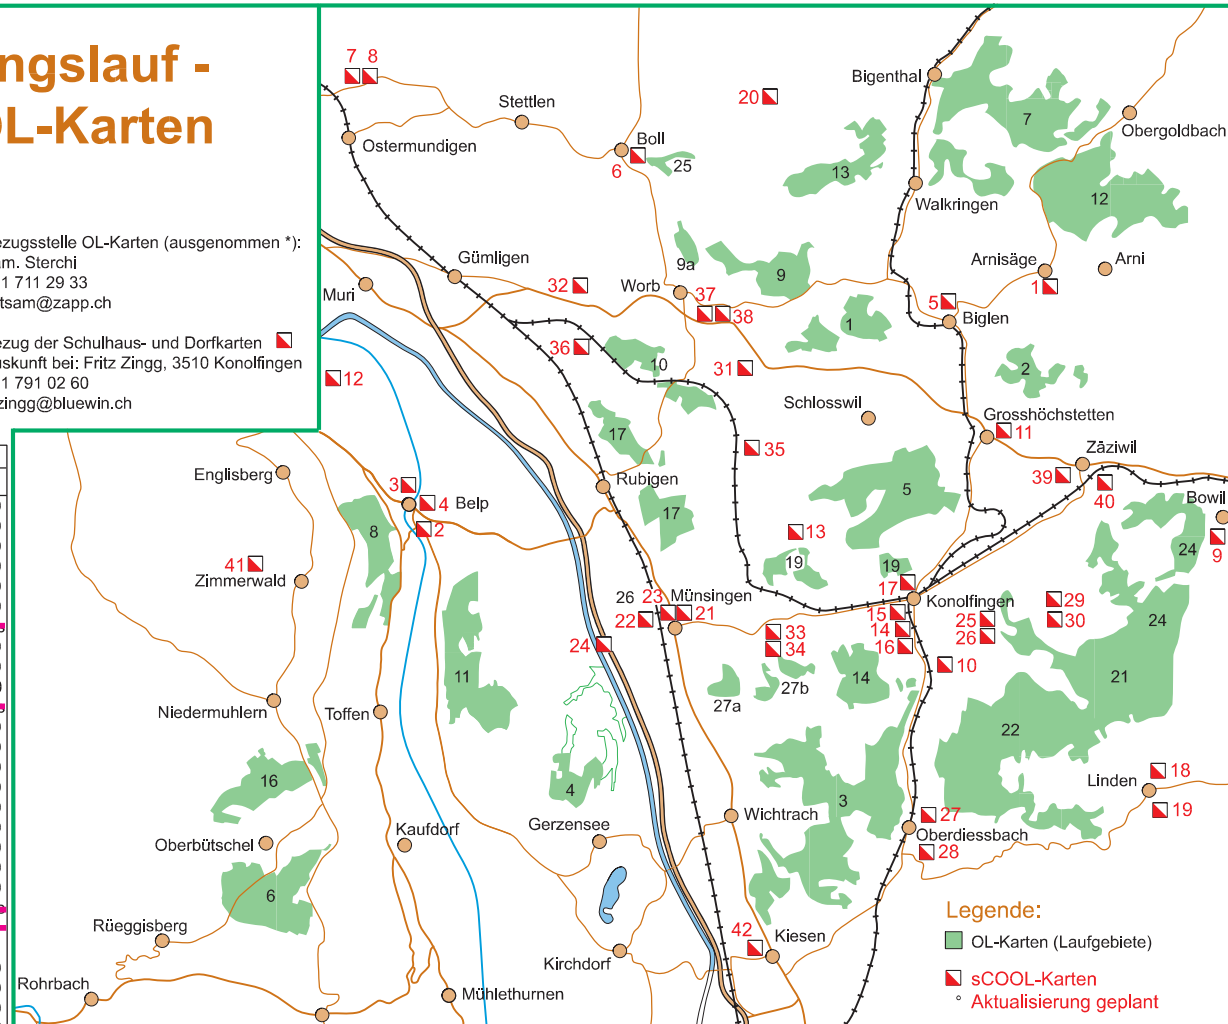 ngslauf -
OL-Karten
ezugsstelle OL-Karten (ausgenommen *):
am. Sterchi
1 711 29 33
tsam@zapp.ch
ezug der Schulhaus- und Dorfkarten
uskunft bei: Fritz Zingg, 3510 Konolfingen
1 791 02 60
zingg@bluewin.ch
7 8
Stettlen
Ostermundigen
Boll
6
25
20
Bigenthal
7
Obergoldbach
13
Walkringen
12
Gümligen
Muri
32
Worb
9a
9
37
38
Arnisäge
Arni
1
5
Biglen
1
36
10
31
2
12
Schlosswil
Grosshöchstetten
11
17
35
Zäziwil
39
40
Englisberg
Rubigen
5
Bowil
9
3
4
Belp
2
8
17
13
24
41
Zimmerwald
19
19
17
Konolfingen
26
Münsingen
23
22
21
15
14
16
25
26
29
30
24
33
34
24
10
11
27a
27b
14
21
Niedermuhlern
Toffen
22
16
4
3
Linden
18
19
Wichtrach
27
Oberdiessbach
28
Gerzensee
Kaufdorf
Oberbütschel
6
Rüeggisberg
42
Kiesen
Kirchdorf
Rohrbach
Mühlethurnen
Legende:
OL-Karten (Laufgebiete)
sCOOL-Karten
° Aktualisierung geplant